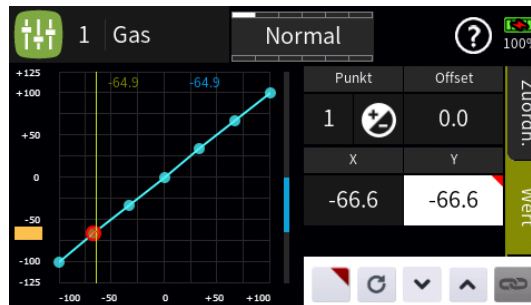 1 Gas Normal ? 100%
+125
+100
+50
0
-50
-100
-125
-64.9 -64.9
-100 -50 0 +50 +100
Punkt Offset
1 0.0
X Y
-66.6 -66.6
Zuordn.
Wert